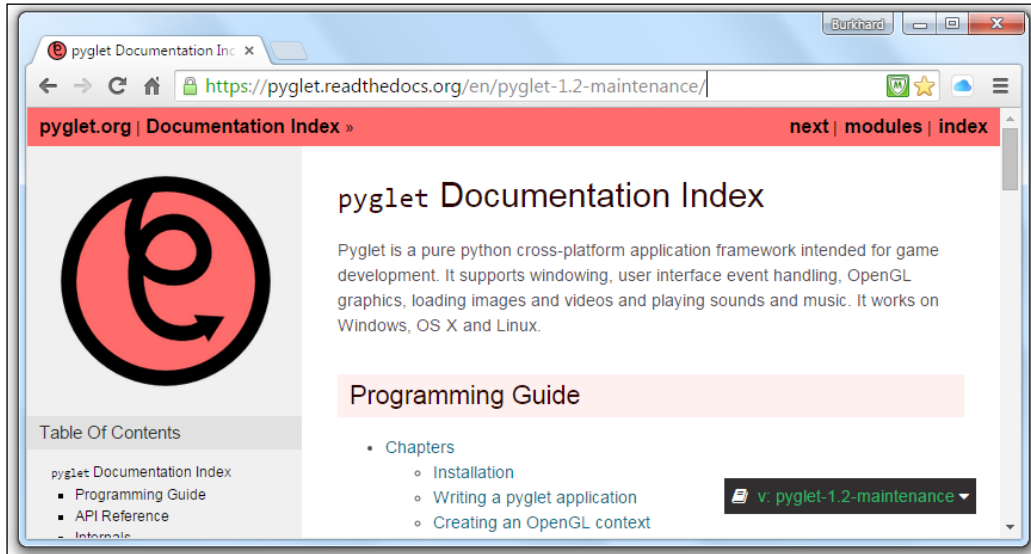 Burkhard
pyglet Documentation Inc
https://pyglet.readthedocs.org/en/pyglet-1.2-maintenance/
pyglet.org | Documentation Index »
next | modules | index
pyglet Documentation Index
Pyglet is a pure python cross-platform application framework intended for game
development. It supports windowing, user interface event handling, OpenGL
graphics, loading images and videos and playing sounds and music. It works on
Windows, OS X and Linux.
Programming Guide
Table Of Contents
pyglet Documentation Index
Programming Guide
API Reference
Internals
Chapters
Installation
Writing a pyglet application
Creating an OpenGL context
v: pyglet-1.2-maintenance